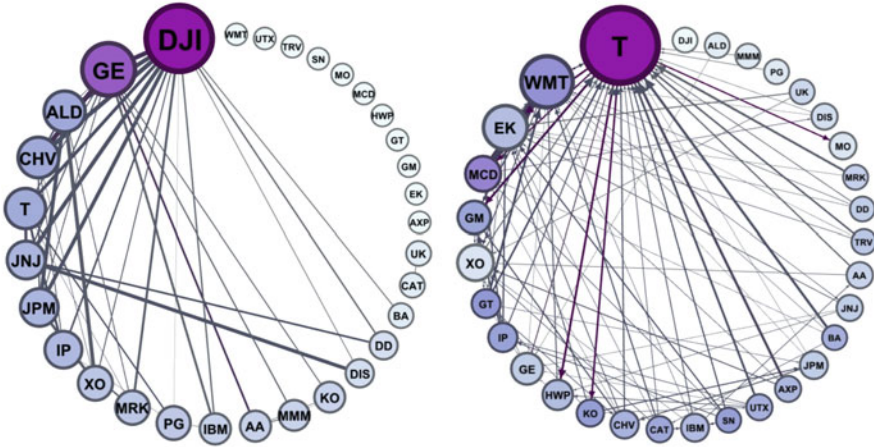 DJI
WMT
UTX
TRV
SN
MO
MCD
HWP
GT
GM
EK
AXP
UK
CAT
BA
DD
DIS
KO
MMM
AA
IBM
PG
MRK
XO
IP
JPM
JNJ
T
CHV
ALD
GE
T
DJI
ALD
MMM
PG
UK
DIS
MO
MRK
DD
TRV
AA
JNJ
BA
JPM
AXP
UTX
SN
IBM
CAT
CHV
KO
HWP
GE
IP
GT
XO
GM
MCD
EK
WMT